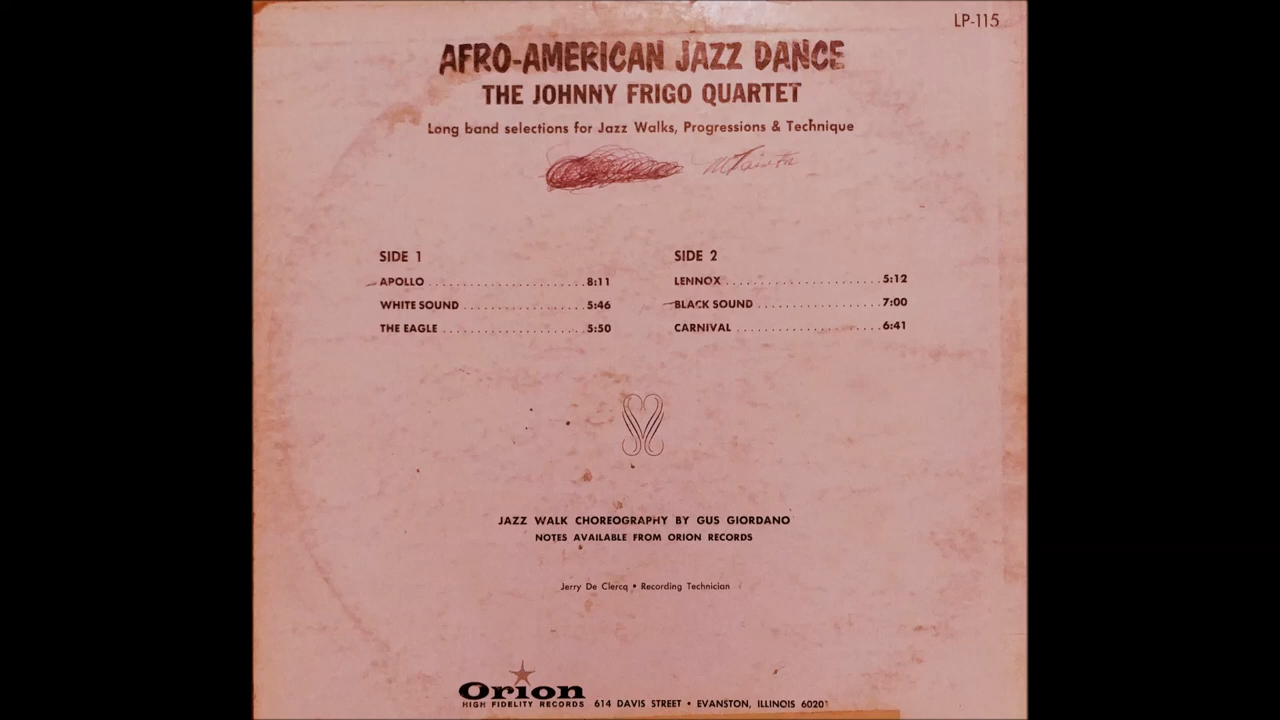 LP-115
AFRO-AMERICAN JAZZ DANCE
THE JOHNNY FRIGO QUARTET
Long band selections for Jazz Walks, Progressions & Technique
SIDE 1
APOLLO ........................ 8:11
WHITE SOUND .................. 5:46
THE EAGLE ..................... 5:50
SIDE 2
LENNOX ........................ 5:12
BLACK SOUND .................. 7:00
CARNIVAL ...................... 6:41
JAZZ WALK CHOREOGRAPHY BY GUS GIORDANO
NOTES AVAILABLE FROM ORION RECORDS
Jerry De Clercq • Recording Technician
Orion
HIGH FIDELITY RECORDS 614 DAVIS STREET • EVANSTON, ILLINOIS 60201